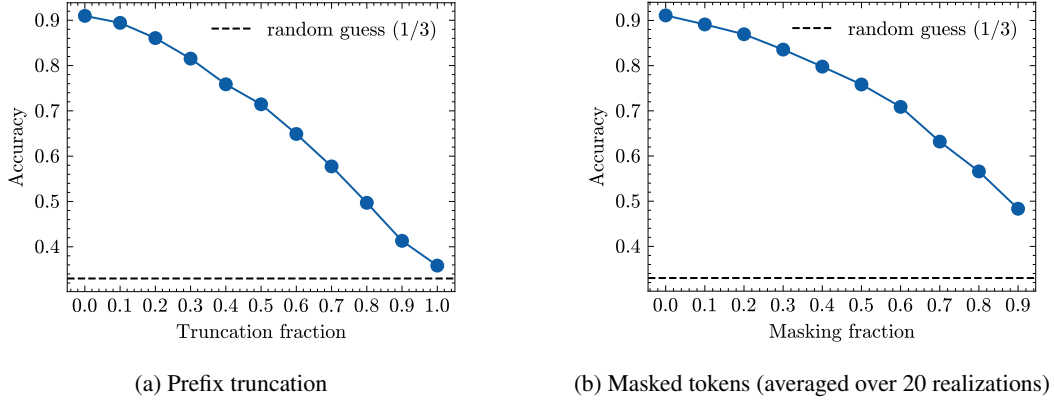 random guess (1/3)
0.9
0.8
0.7
0.6
0.5
0.4
Accuracy
0.0 0.1 0.2 0.3 0.4 0.5 0.6 0.7 0.8 0.9 1.0
Truncation fraction
(a) Prefix truncation
random guess (1/3)
0.9
0.8
0.7
0.6
0.5
0.4
Accuracy
0.0 0.1 0.2 0.3 0.4 0.5 0.6 0.7 0.8 0.9
Masking fraction
(b) Masked tokens (averaged over 20 realizations)